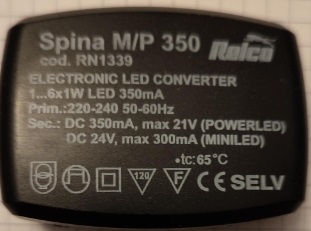 Spina M/P 350 Relco
cod. RN1339
ELECTRONIC LED CONVERTER
1...6x1W LED 350mA
Prim.:220-240 50-60Hz
Sec.: DC 350mA, max 21V (POWERLED)
DC 24V, max 300mA (MINILED)
•tc:65°C
120 F CE SELV